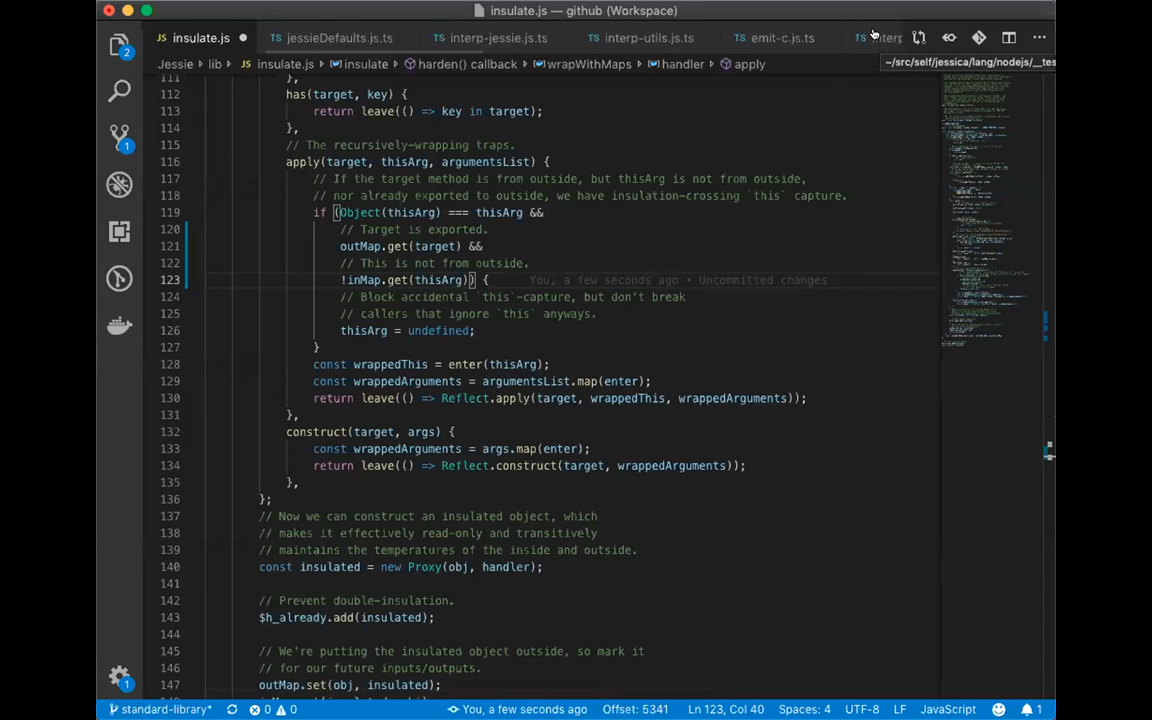 insulate.js — github (Workspace)
JS insulate.js
TS jessieDefaults.ts
TS interp-jessie.ts
TS interp-utils.ts
TS emit-c.js.ts
TS interp
Jessie › lib › JS insulate.js › insulate › harden() callback › wrapWithMaps › handler › apply
~/src/self/jessica/lang/nodejs/__tes
111 },
112 has(target, key) {
113 return leave(() => key in target);
114 },
115 // The recursively-wrapping traps.
116 apply(target, thisArg, argumentsList) {
117 // If the target method is from outside, but thisArg is not from outside,
118 // nor already exported to outside, we have insulation-crossing `this` capture.
119 if (Object(thisArg) === thisArg &&
120 // Target is exported.
121 outMap.get(target) &&
122 // This is not from outside.
123 !inMap.get(thisArg)) { You, a few seconds ago • Uncommitted changes
124 // Block accidental `this`-capture, but don't break
125 // callers that ignore `this` anyways.
126 thisArg = undefined;
127 }
128 const wrappedThis = enter(thisArg);
129 const wrappedArguments = argumentsList.map(enter);
130 return leave(() => Reflect.apply(target, wrappedThis, wrappedArguments));
131 },
132 construct(target, args) {
133 const wrappedArguments = args.map(enter);
134 return leave(() => Reflect.construct(target, wrappedArguments));
135 },
136 };
137 // Now we can construct an insulated object, which
138 // makes it effectively read-only and transitively
139 // maintains the temperatures of the inside and outside.
140 const insulated = new Proxy(obj, handler);
141
142 // Prevent double-insulation.
143 $h_already.add(insulated);
144
145 // We're putting the insulated object outside, so mark it
146 // for our future inputs/outputs.
147 outMap.set(obj, insulated);
2
1
1
standard-library* 0 0 You, a few seconds ago Offset: 5341 Ln 123, Col 40 Spaces: 4 UTF-8 LF JavaScript 1